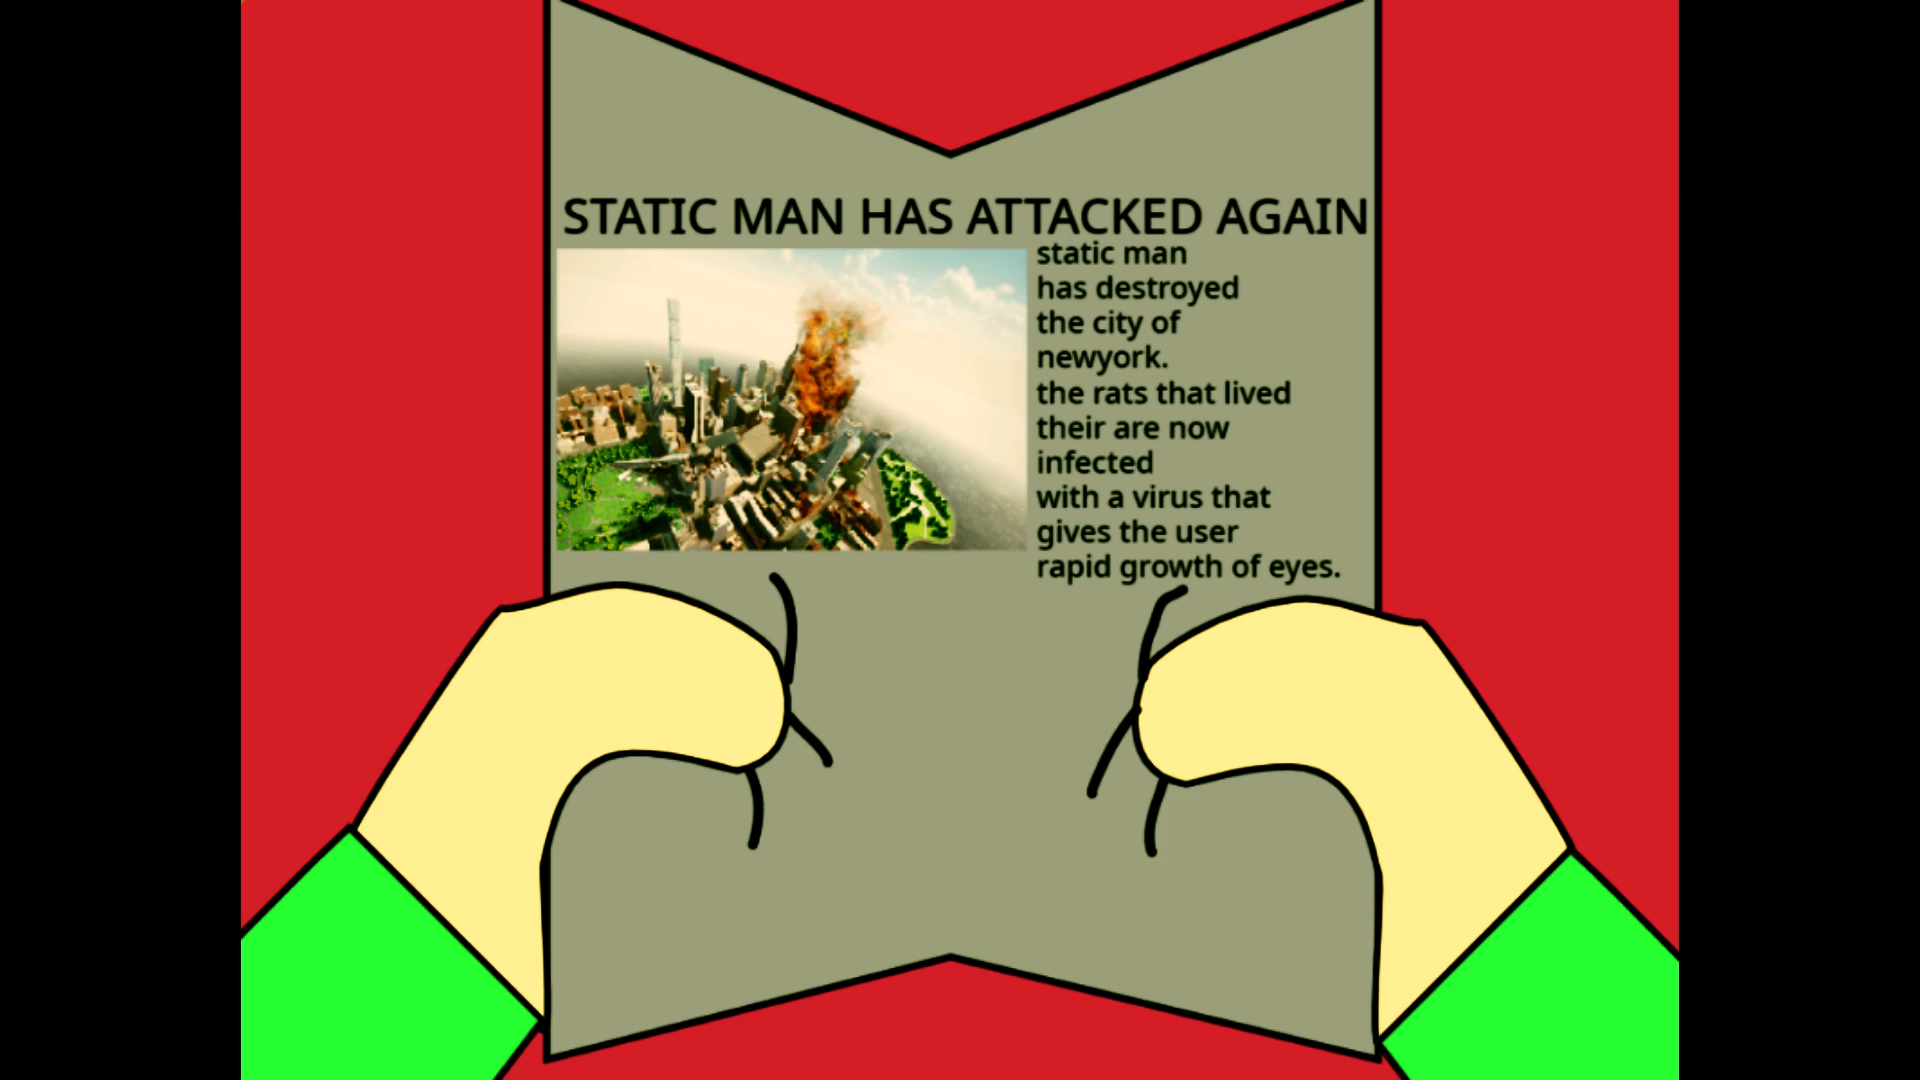 STATIC MAN HAS ATTACKED AGAIN
static man
has destroyed
the city of
newyork.
the rats that lived
their are now
infected
with a virus that
gives the user
rapid growth of eyes.